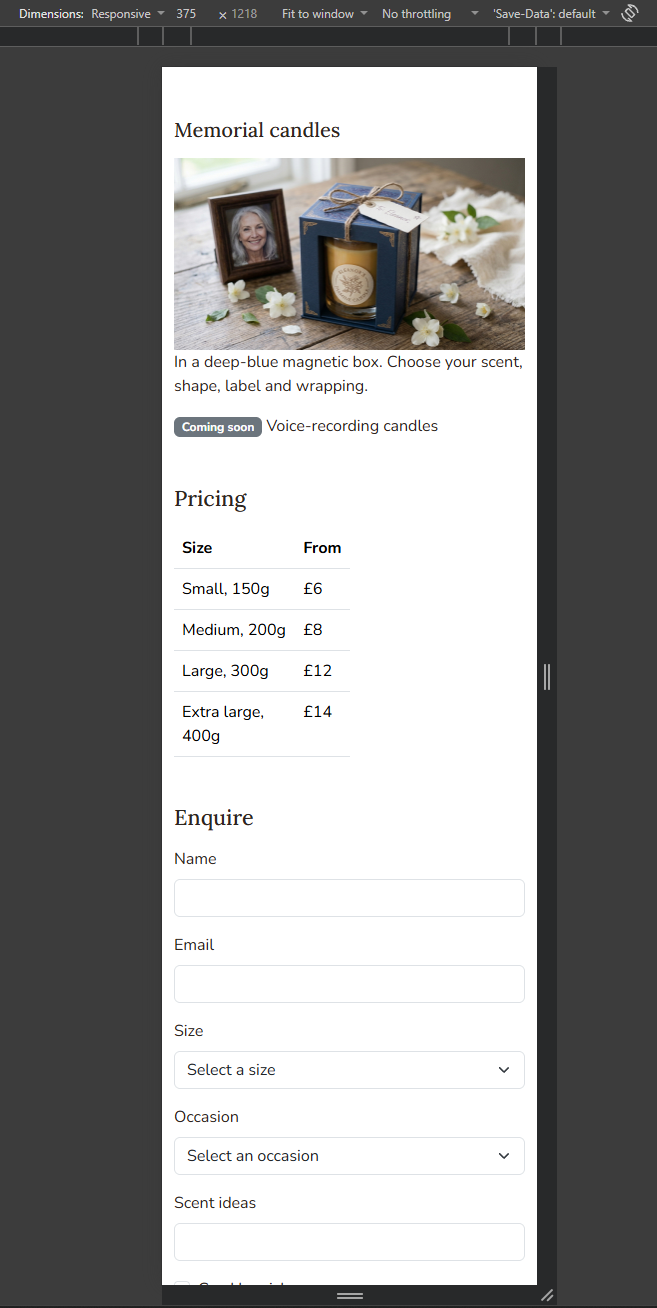 Dimensions: Responsive 375 × 1218 Fit to window No throttling 'Save-Data': default
Memorial candles
In a deep-blue magnetic box. Choose your scent,
shape, label and wrapping.
Coming soon Voice-recording candles
Pricing
Size From
Small, 150g £6
Medium, 200g £8
Large, 300g £12
Extra large,
400g £14
Enquire
Name
Email
Size
Select a size
Occasion
Select an occasion
Scent ideas